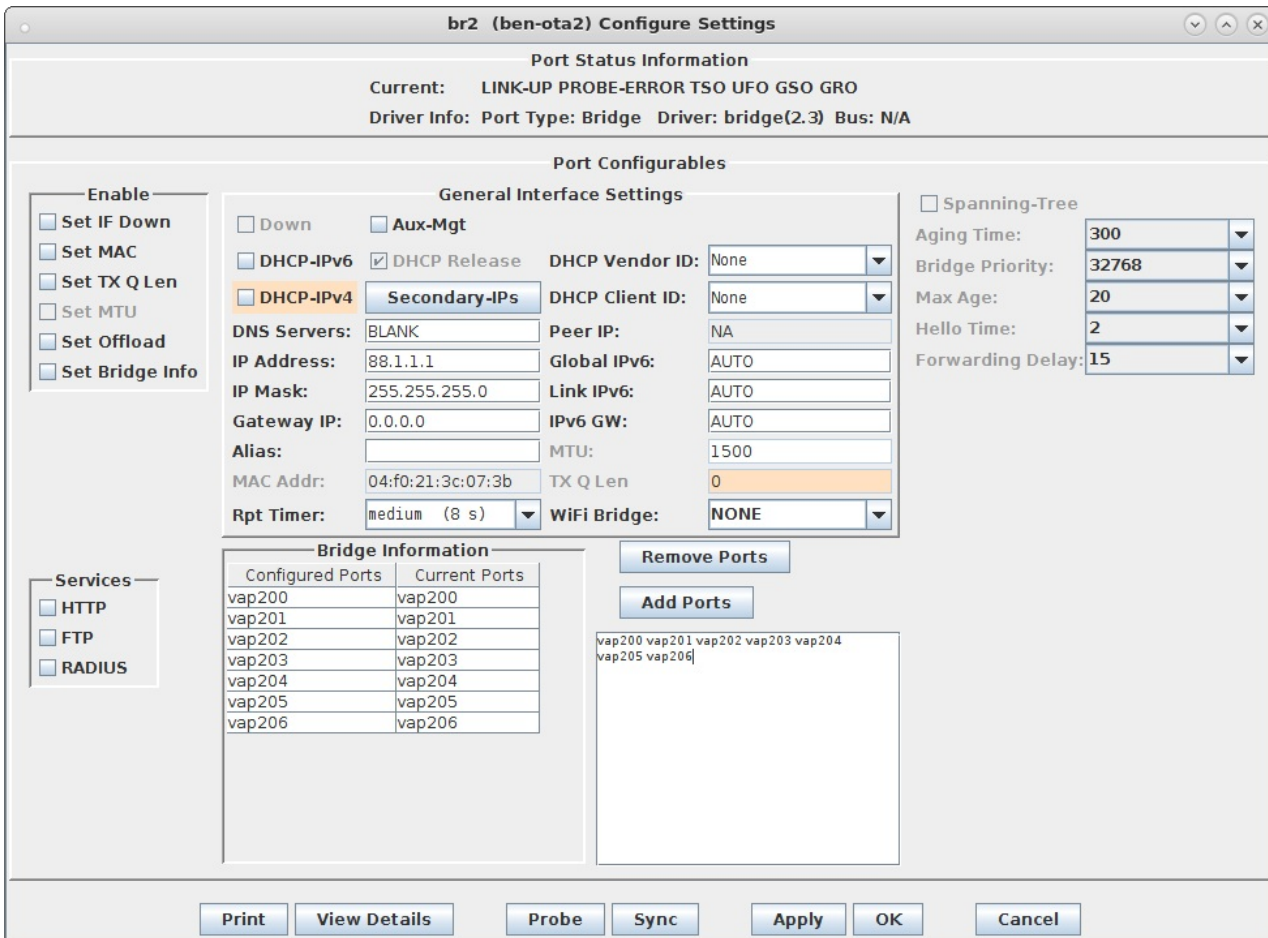 br2 (ben-ota2) Configure Settings
Port Status Information
Current: LINK-UP PROBE-ERROR TSO UFO GSO GRO
Driver Info: Port Type: Bridge Driver: bridge(2.3) Bus: N/A
Port Configurables
Enable
Set IF Down
Set MAC
Set TX Q Len
Set MTU
Set Offload
Set Bridge Info
General Interface Settings
Down Aux-Mgt
DHCP-IPv6 DHCP Release DHCP Vendor ID: None
DHCP-IPv4 Secondary-IPs DHCP Client ID: None
DNS Servers: BLANK Peer IP: NA
IP Address: 88.1.1.1 Global IPv6: AUTO
IP Mask: 255.255.255.0 Link IPv6: AUTO
Gateway IP: 0.0.0.0 IPv6 GW: AUTO
Alias: MTU: 1500
MAC Addr: 04:f0:21:3c:07:3b TX Q Len 0
Rpt Timer: medium (8 s) WiFi Bridge: NONE
Spanning-Tree
Aging Time: 300
Bridge Priority: 32768
Max Age: 20
Hello Time: 2
Forwarding Delay: 15
Services
HTTP
FTP
RADIUS
Bridge Information
Configured Ports Current Ports
vap200 vap200
vap201 vap201
vap202 vap202
vap203 vap203
vap204 vap204
vap205 vap205
vap206 vap206
Remove Ports
Add Ports
vap200 vap201 vap202 vap203 vap204
vap205 vap206
Print View Details Probe Sync Apply OK Cancel